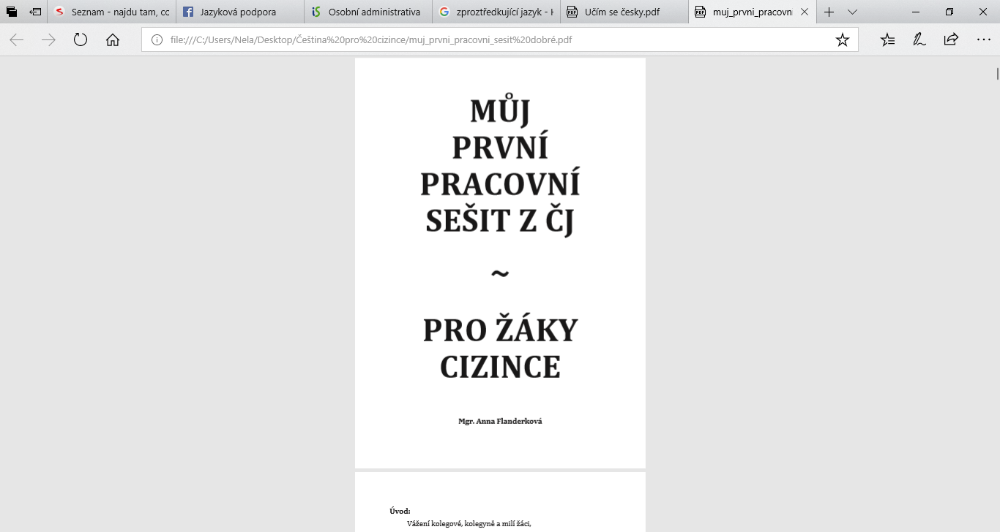 Seznam - najdu tam, co
Jazyková podpora
Osobní administrativa
zproztředkující jazyk - H
Učím se česky.pdf
muj_prvni_pracovn
file:///C:/Users/Nela/Desktop/Čeština%20pro%20cizince/muj_prvni_pracovni_sesit%20dobré.pdf
MŮJ
PRVNÍ
PRACOVNÍ
SEŠIT Z ČJ
~
PRO ŽÁKY
CIZINCE
Mgr. Anna Flanderková
Úvod:
Vážení kolegové, kolegyně a milí žáci,